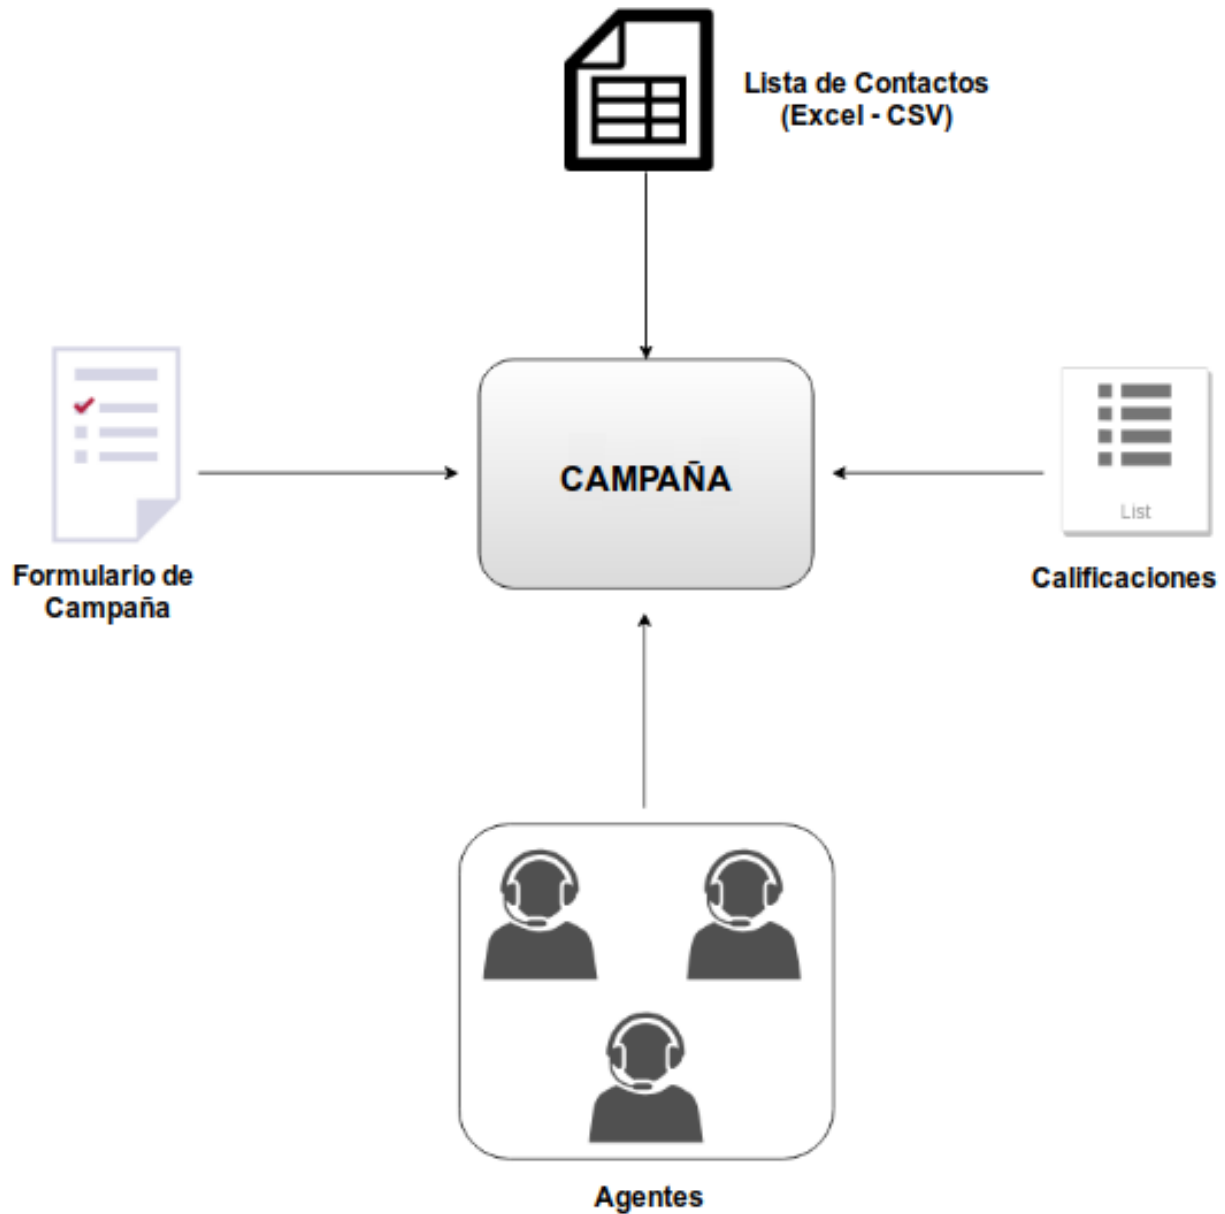 Lista de Contactos
(Excel - CSV)
CAMPAÑA
List
Formulario de
Campaña
Calificaciones
Agentes